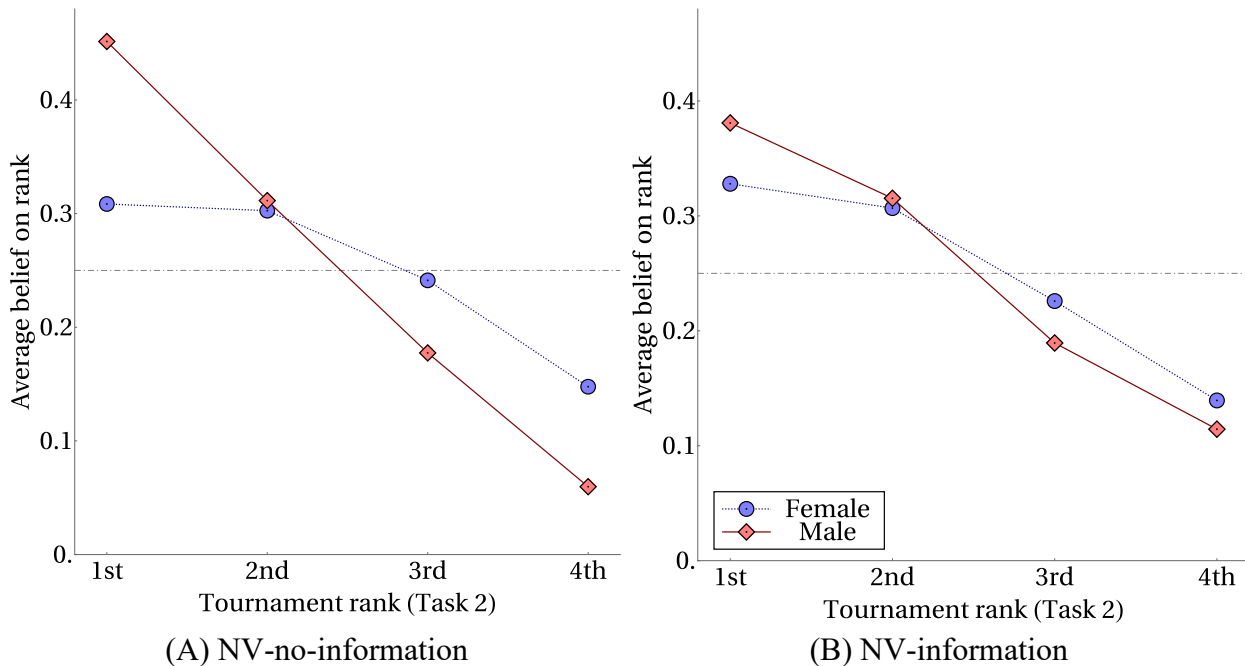 Average belief on rank
0.4
0.3
0.2
0.1
0.
1st 2nd 3rd 4th
Tournament rank (Task 2)
(A) NV-no-information
Average belief on rank
0.4
0.3
0.2
0.1
0.
Female
Male
1st 2nd 3rd 4th
Tournament rank (Task 2)
(B) NV-information